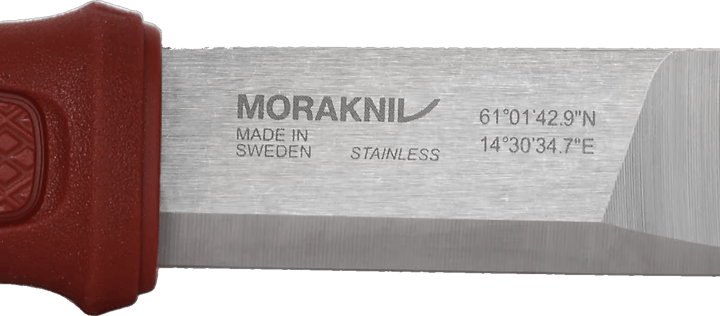 MORAKNIV
MADE IN
SWEDEN
STAINLESS
61°01'42.9"N
14°30'34.7"E